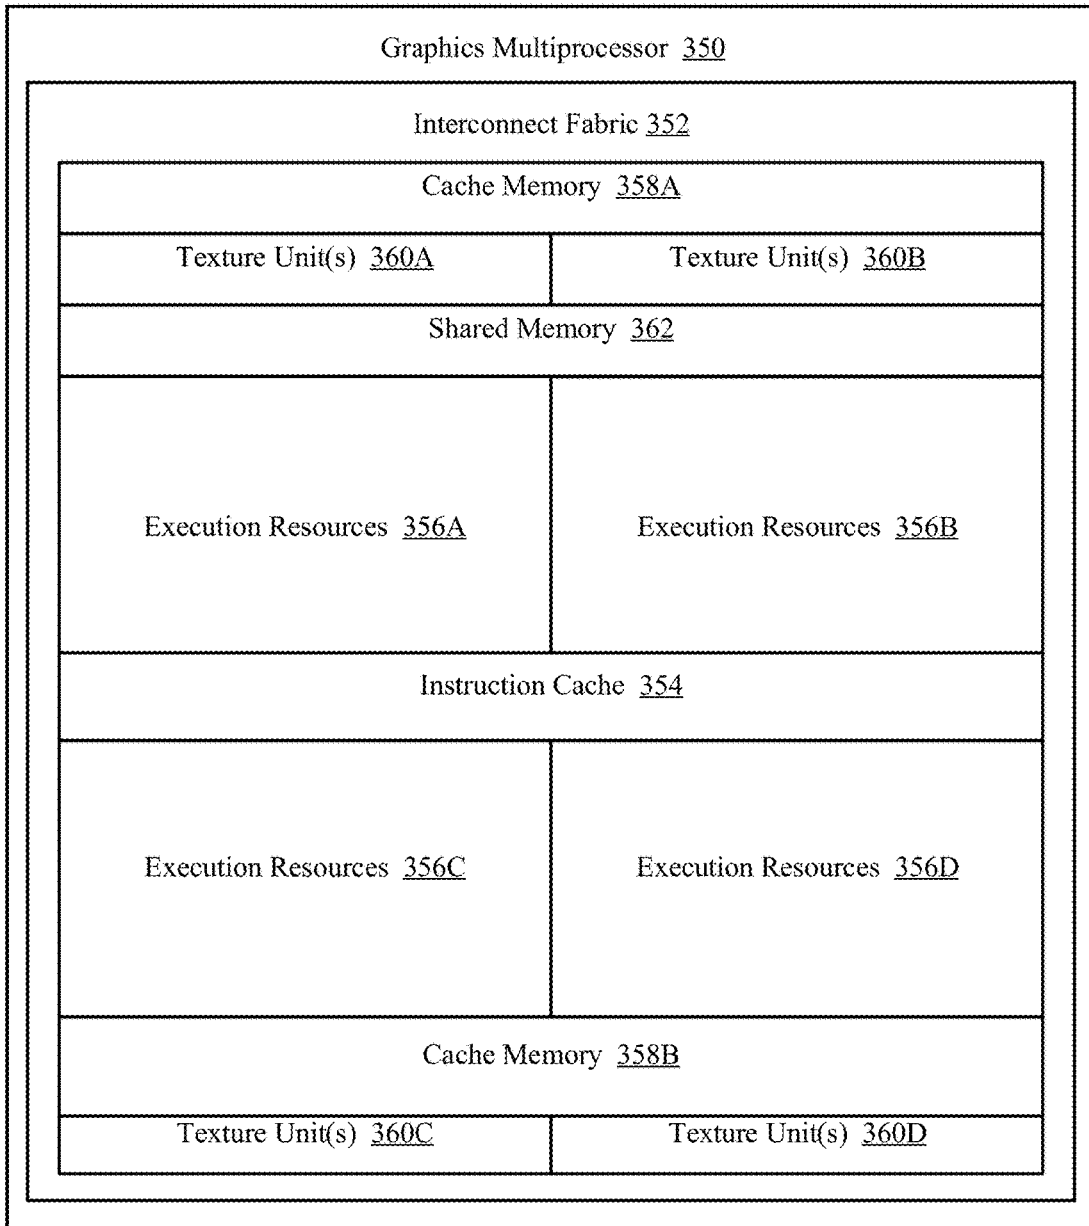 Graphics Multiprocessor 350
Interconnect Fabric 352
Cache Memory 358A
Texture Unit(s) 360A
Texture Unit(s) 360B
Shared Memory 362
Execution Resources 356A
Execution Resources 356B
Instruction Cache 354
Execution Resources 356C
Execution Resources 356D
Cache Memory 358B
Texture Unit(s) 360C
Texture Unit(s) 360D